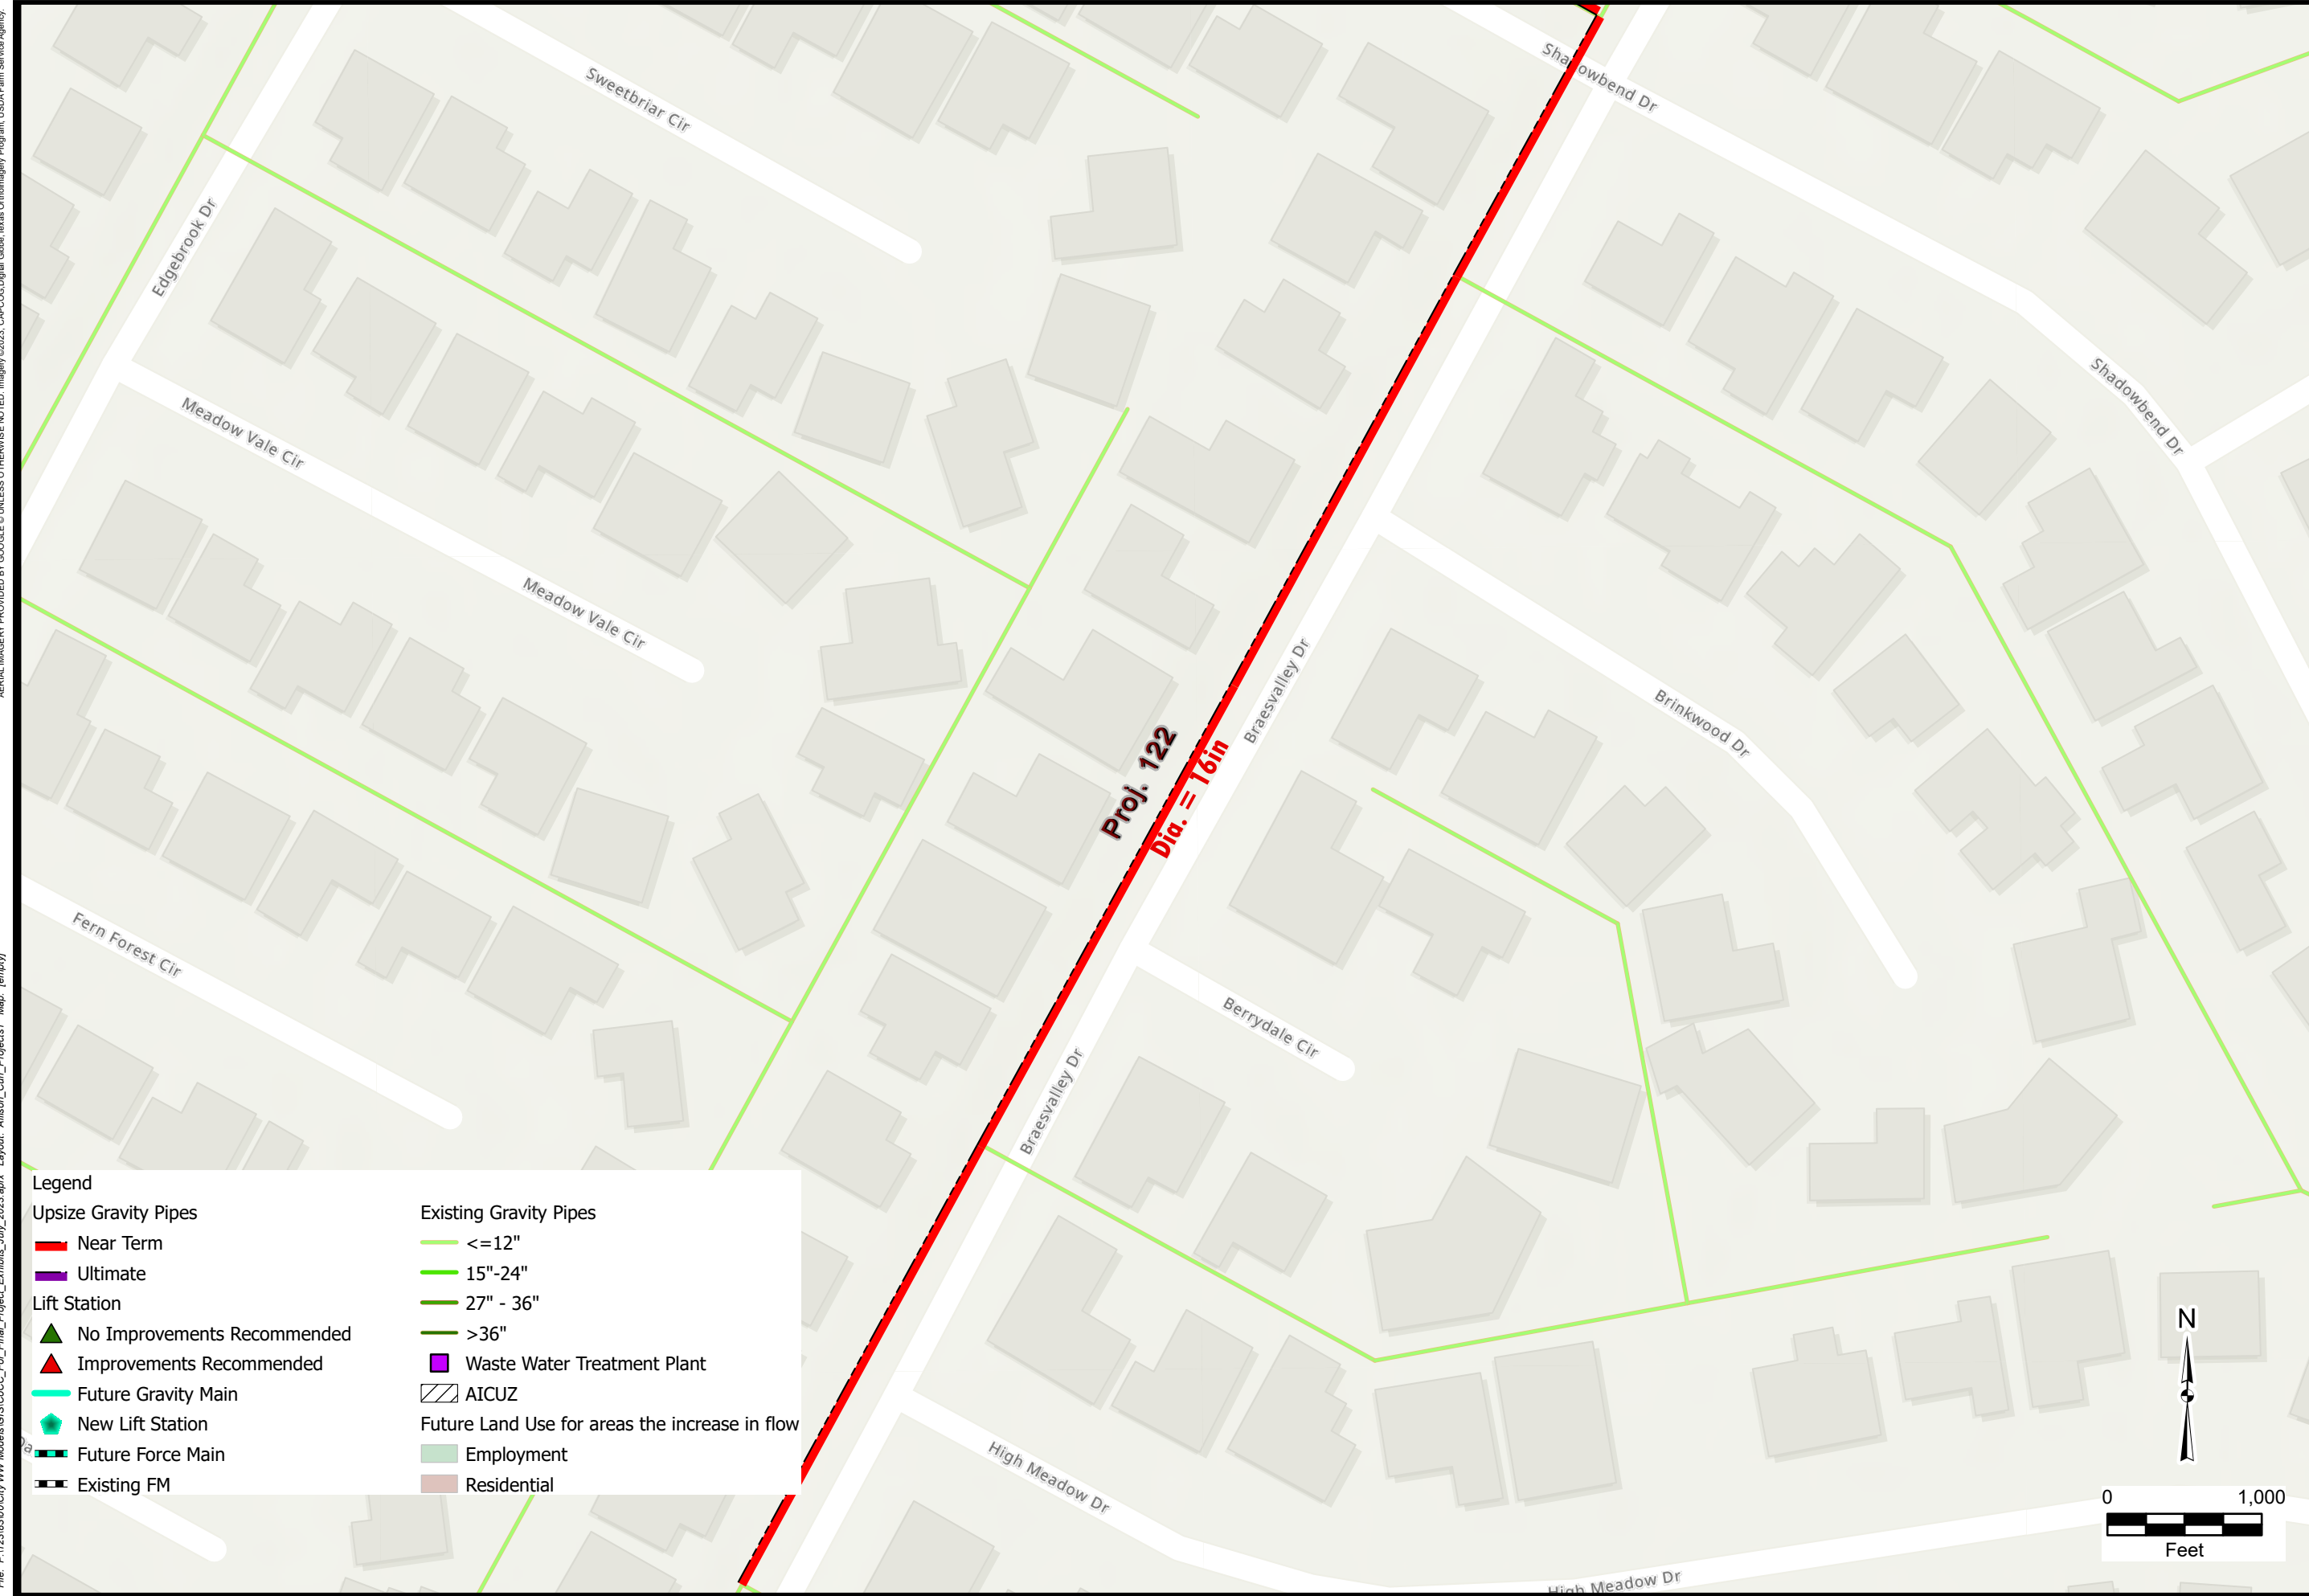 Shadowbend Dr
Sweetbriar Cir
Edgebrook Dr
Shadowbend Dr
Meadow Vale Cir
Meadow Vale Cir
Braesvalley Dr
Brinkwood Dr
Proj. 122
Dia. = 16in
Fern Forest Cir
Berrydale Cir
Braesvalley Dr
High Meadow Dr
High Meadow Dr
Legend
Upsize Gravity Pipes
Near Term
Ultimate
Lift Station
No Improvements Recommended
Improvements Recommended
Future Gravity Main
New Lift Station
Future Force Main
Existing FM
Existing Gravity Pipes
<=12"
15"-24"
27" - 36"
>36"
Waste Water Treatment Plant
AICUZ
Future Land Use for areas the increase in flow
Employment
Residential
N
0 1,000
Feet